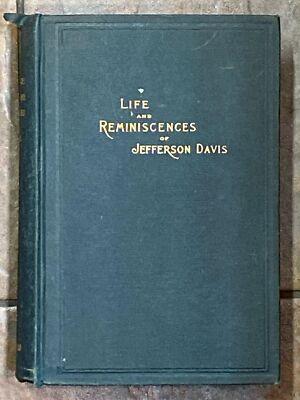 LIFE
AND
REMINISCENCES
OF
JEFFERSON DAVIS